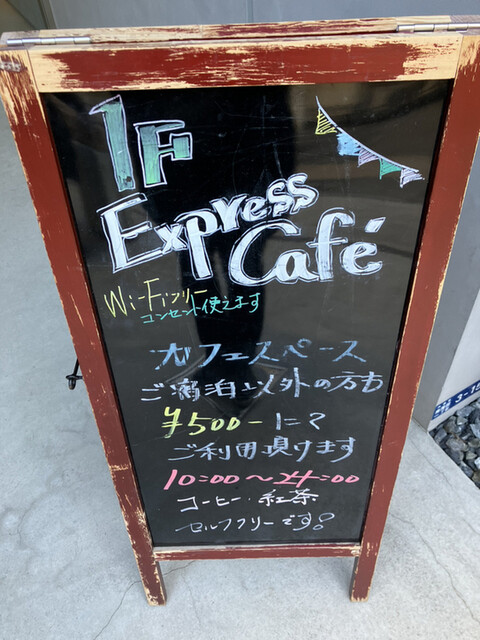 1F
Express
Café
Wi-Fiフリー
コンセント使えます
カフェスペース
ご宿泊以外の方も
¥500-にて
ご利用頂けます
10:00〜24:00
コーヒー・紅茶
セルフフリーです!